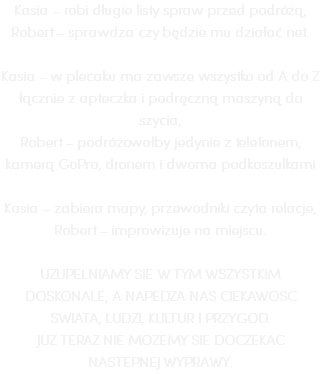 Kasia – robi długie listy spraw przed podróżą,
Robert – sprawdza czy będzie mu działać net
Kasia – w plecaku ma zawsze wszystko od A do Z
łącznie z apteczka i podręczną maszyną do
szycia,
Robert – podróżowałby jedynie z telefonem,
kamerą GoPro, dronem i dwoma podkoszulkami
Kasia – zabiera mapy, przewodniki czyta relacje,
Robert – improwizuje na miejscu.
UZUPEŁNIAMY SIĘ W TYM WSZYSTKIM
DOSKONALE, A NAPĘDZA NAS CIEKAWOŚĆ
ŚWIATA, LUDZI, KULTUR I PRZYGÓD.
JUŻ TERAZ NIE MOŻEMY SIĘ DOCZEKAĆ
NASTĘPNEJ WYPRAWY.